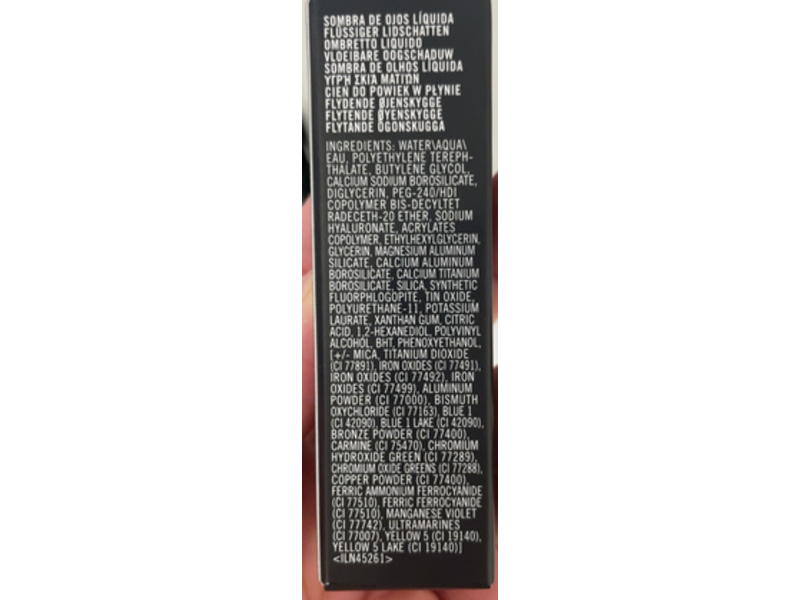 SOMBRA DE OJOS LÍQUIDA
FLÜSSIGER LIDSCHATTEN
OMBRETTO LIQUIDO
VLOEIBARE OOGSCHADUW
SOMBRA DE OLHOS LÍQUIDA
ΥΓΡΉ ΣΚΙΆ ΜΑΤΙΏΝ
CIEŃ DO POWIEK W PŁYNIE
FLYDENDE ØJENSKYGGE
FLYTENDE ØYENSKYGGE
FLYTANDE ÖGONSKUGGA
INGREDIENTS: WATER\AQUA\
EAU, POLYETHYLENE TEREPH-
THALATE, BUTYLENE GLYCOL,
CALCIUM SODIUM BOROSILICATE,
DIGLYCERIN, PEG-240/HDI
COPOLYMER BIS-DECYLTET
RADECETH-20 ETHER, SODIUM
HYALURONATE, ACRYLATES
COPOLYMER, ETHYLHEXYLGLYCERIN,
GLYCERIN, MAGNESIUM ALUMINUM
SILICATE, CALCIUM ALUMINUM
BOROSILICATE, CALCIUM TITANIUM
BOROSILICATE, SILICA, SYNTHETIC
FLUORPHLOGOPITE, TIN OXIDE,
POLYURETHANE-11, POTASSIUM
LAURATE, XANTHAN GUM, CITRIC
ACID, 1,2-HEXANEDIOL, POLYVINYL
ALCOHOL, BHT, PHENOXYETHANOL,
[+/- MICA, TITANIUM DIOXIDE
(CI 77891), IRON OXIDES (CI 77491),
IRON OXIDES (CI 77492), IRON
OXIDES (CI 77499), ALUMINUM
POWDER (CI 77000), BISMUTH
OXYCHLORIDE (CI 77163), BLUE 1
(CI 42090), BLUE 1 LAKE (CI 42090),
BRONZE POWDER (CI 77400),
CARMINE (CI 75470), CHROMIUM
HYDROXIDE GREEN (CI 77289),
CHROMIUM OXIDE GREENS (CI 77288),
COPPER POWDER (CI 77400),
FERRIC AMMONIUM FERROCYANIDE
(CI 77510), FERRIC FERROCYANIDE
(CI 77510), MANGANESE VIOLET
(CI 77742), ULTRAMARINES
(CI 77007), YELLOW 5 (CI 19140),
YELLOW 5 LAKE (CI 19140)]
<ILN45261>